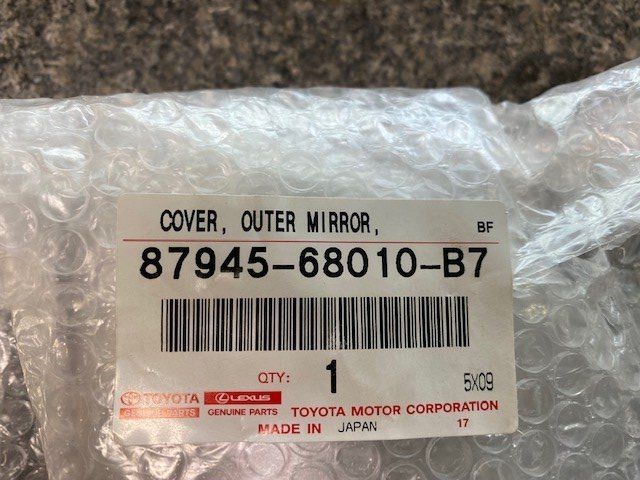 COVER, OUTER MIRROR, BF
87945-68010-B7
QTY: 1 5X09
TOYOTA LEXUS
GENUINE PARTS GENUINE PARTS TOYOTA MOTOR CORPORATION
MADE IN JAPAN 17